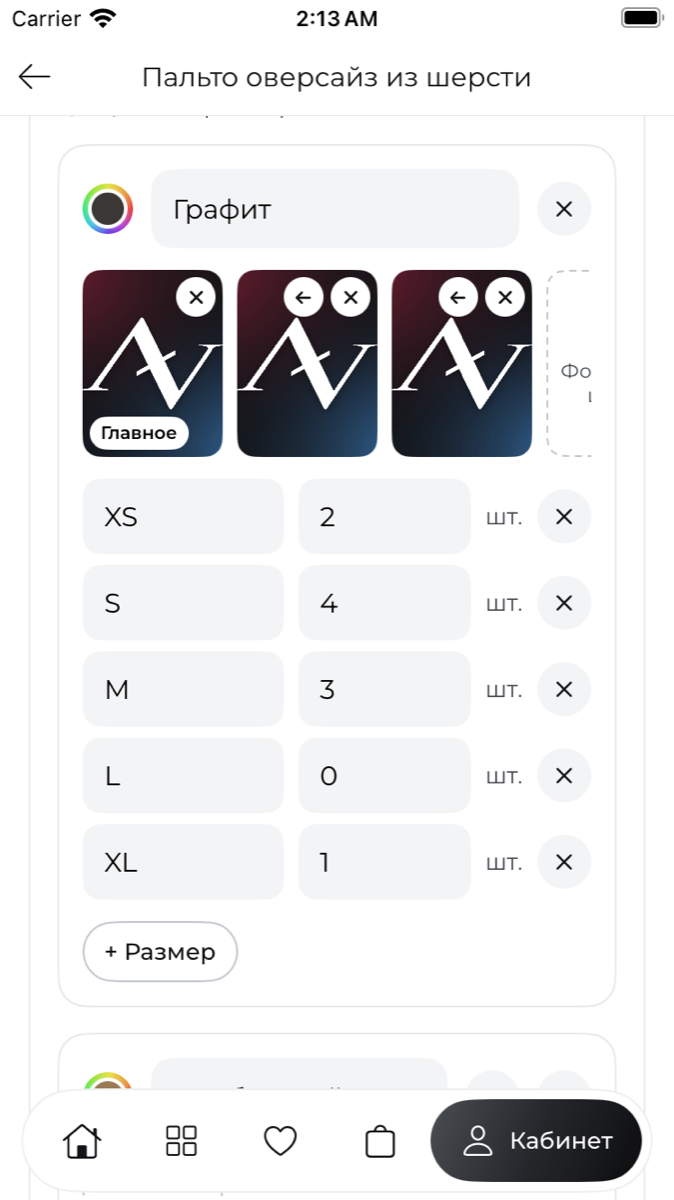 Carrier 2:13 AM
Пальто оверсайз из шерсти
Графит
Главное
XS 2 шт.
S 4 шт.
M 3 шт.
L 0 шт.
XL 1 шт.
+ Размер
Кабинет